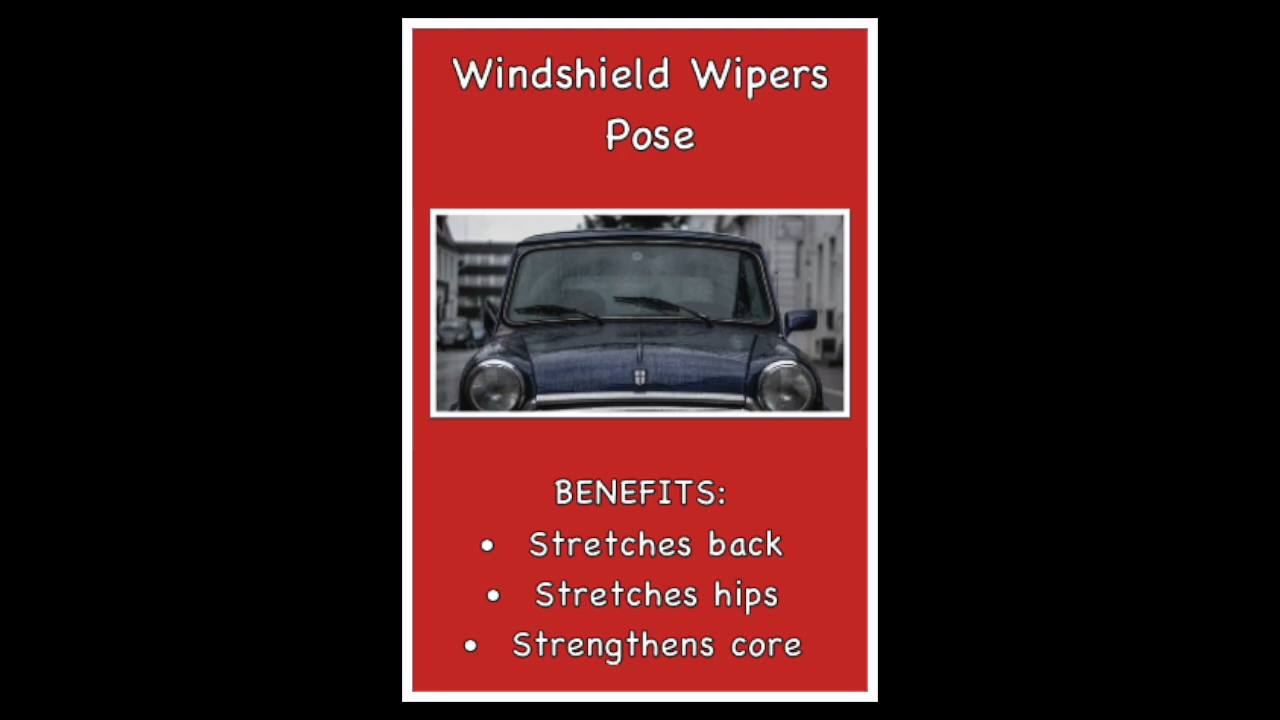 Windshield Wipers
Pose
BENEFITS:
• Stretches back
• Stretches hips
• Strengthens core